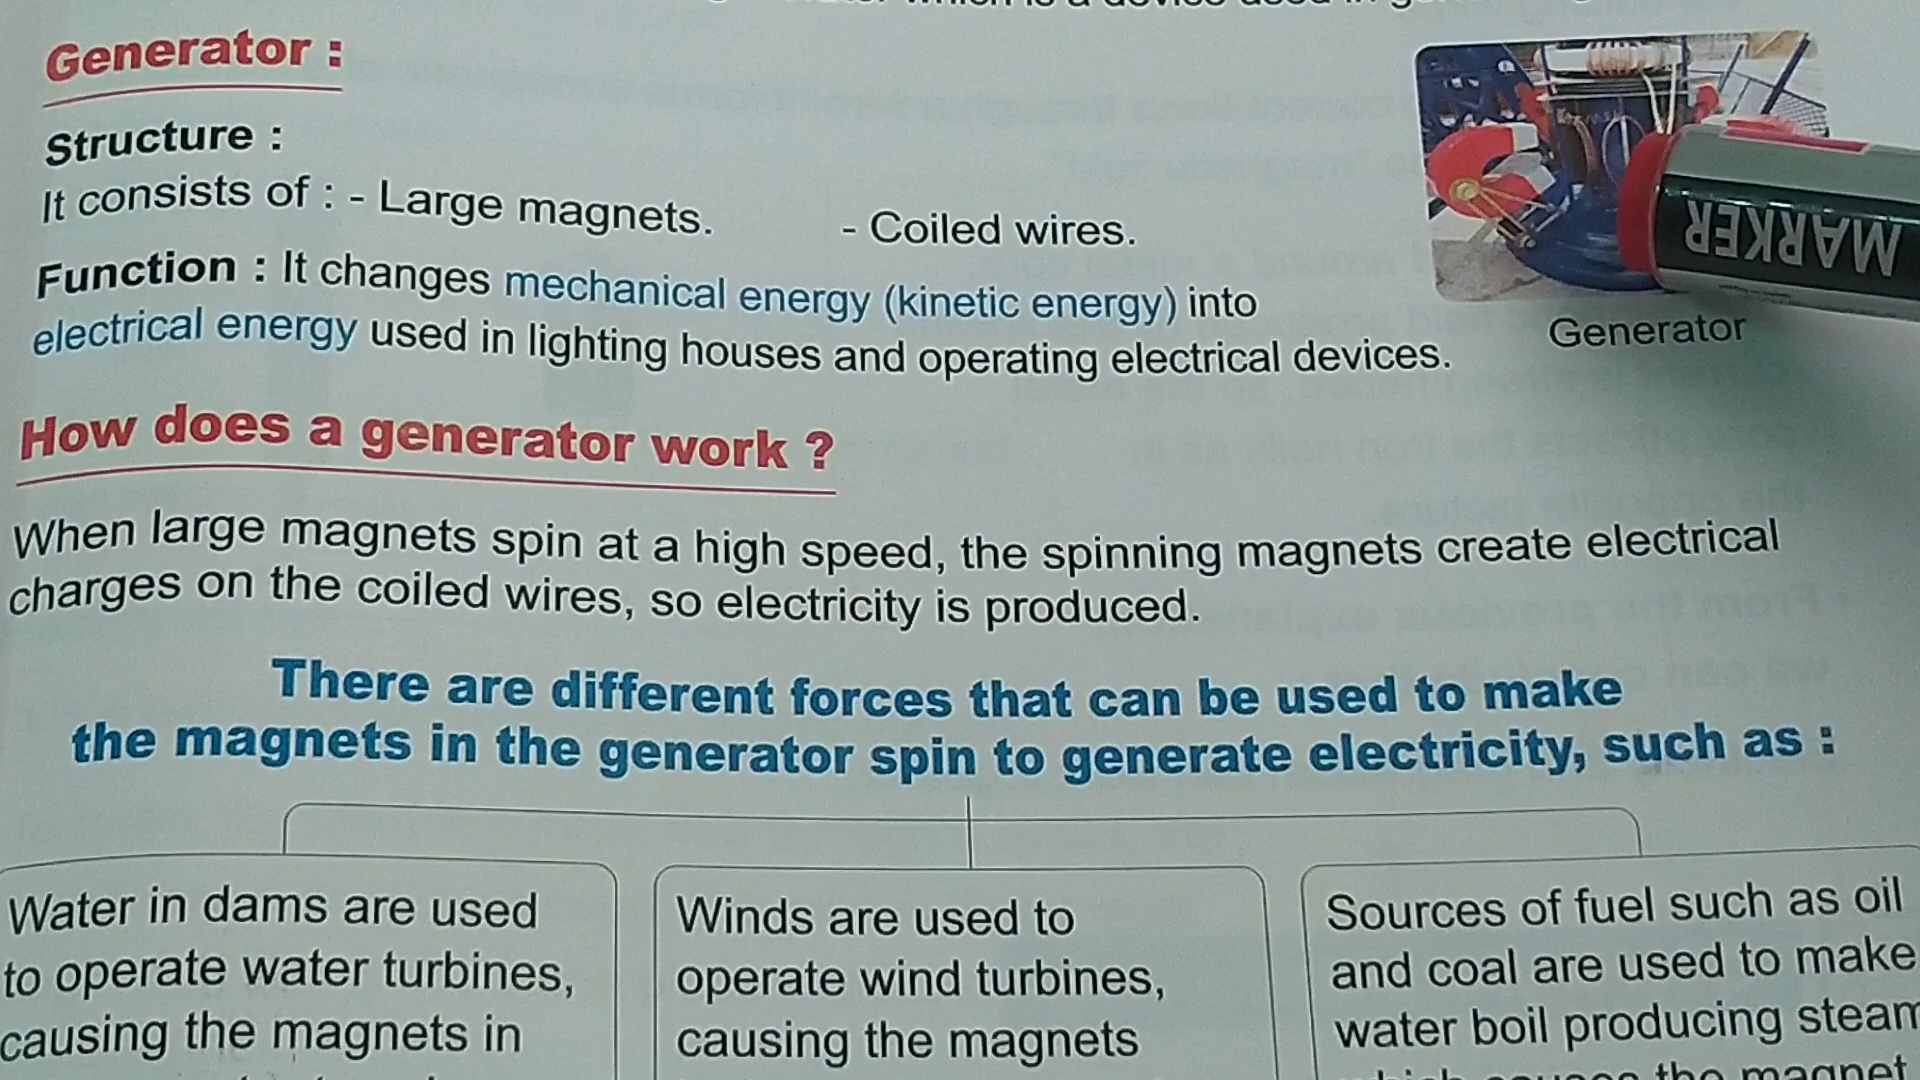 Generator :
Structure :
It consists of : - Large magnets. - Coiled wires.
Function : It changes mechanical energy (kinetic energy) into
electrical energy used in lighting houses and operating electrical devices.
MARKER
Generator
How does a generator work ?
When large magnets spin at a high speed, the spinning magnets create electrical
charges on the coiled wires, so electricity is produced.
There are different forces that can be used to make
the magnets in the generator spin to generate electricity, such as :
Water in dams are used
to operate water turbines,
causing the magnets in
Winds are used to
operate wind turbines,
causing the magnets
Sources of fuel such as oil
and coal are used to make
water boil producing steam
which causes the magnet